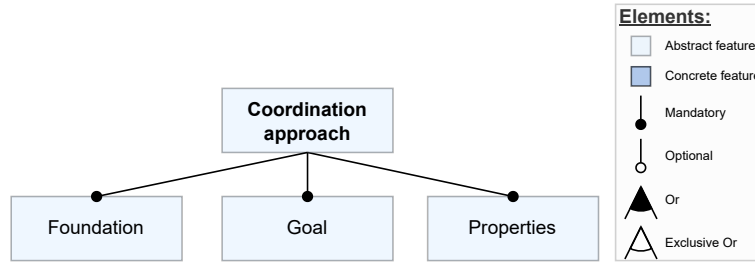 Elements:
Abstract feature
Concrete feature
Mandatory
Optional
Or
Exclusive Or
Coordination
approach
Foundation
Goal
Properties